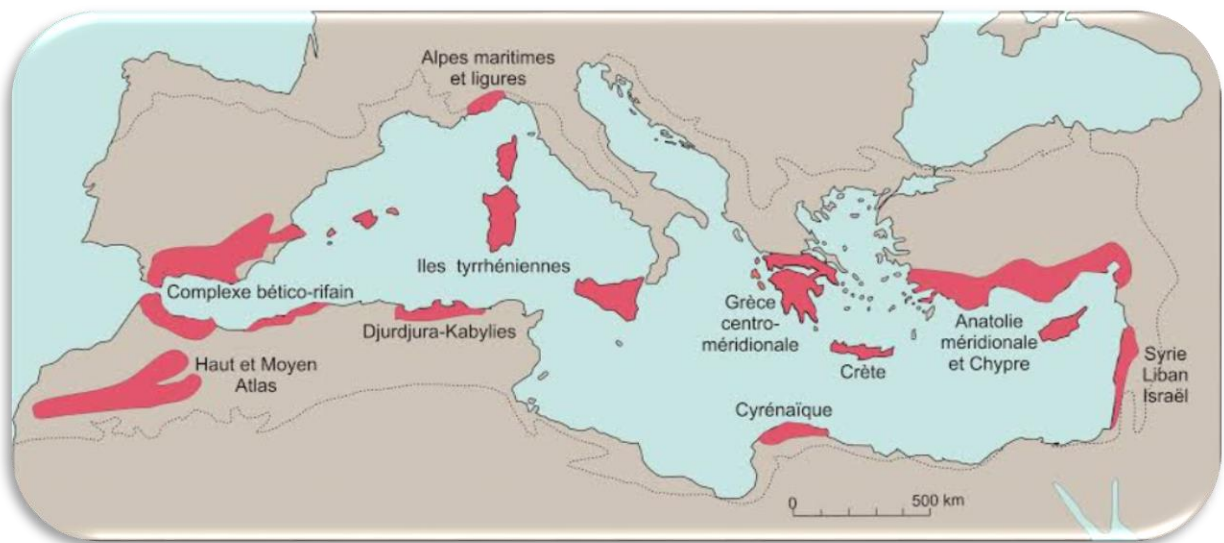 Alpes maritimes
et ligures
Iles tyrrhéniennes
Complexe bético-rifain
Djurdjura-Kabylies
Haut et Moyen
Atlas
Grèce
centro-
méridionale
Crète
Anatolie
méridionale
et Chypre
Syrie
Liban
Israël
Cyrénaïque
0 500 km